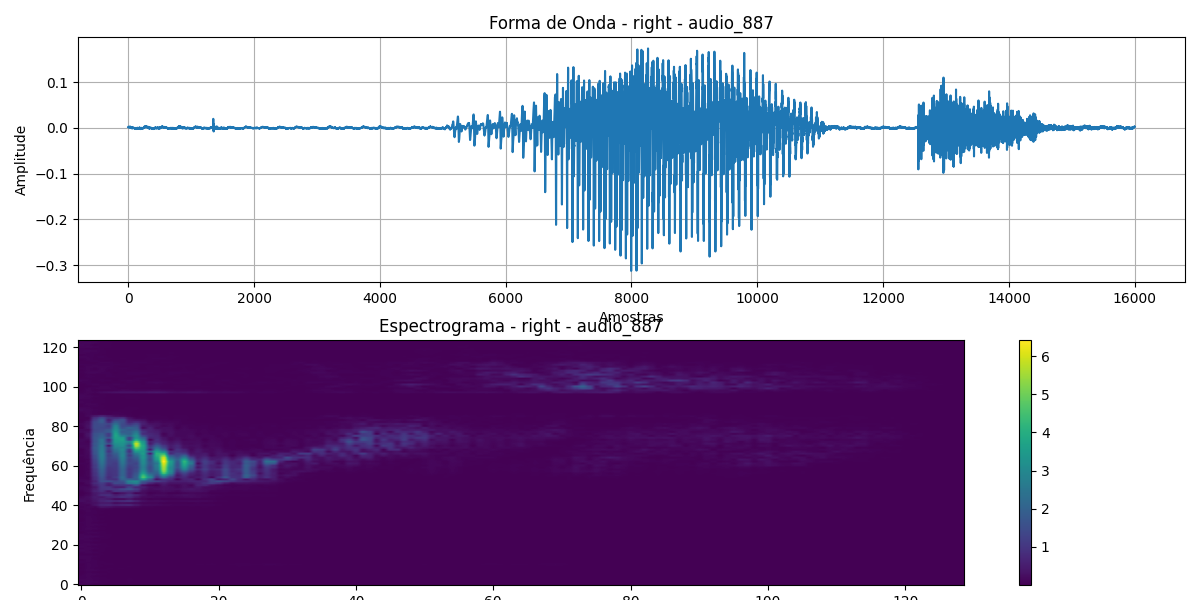 Forma de Onda - right - audio_887
Amplitude
0.1
0.0
−0.1
−0.2
−0.3
0 2000 4000 6000 8000 10000 12000 14000 16000
Amostras
Espectrograma - right - audio_887
Frequência
120
100
80
60
40
20
0
6
5
4
3
2
1
0 20 40 60 80 100 120